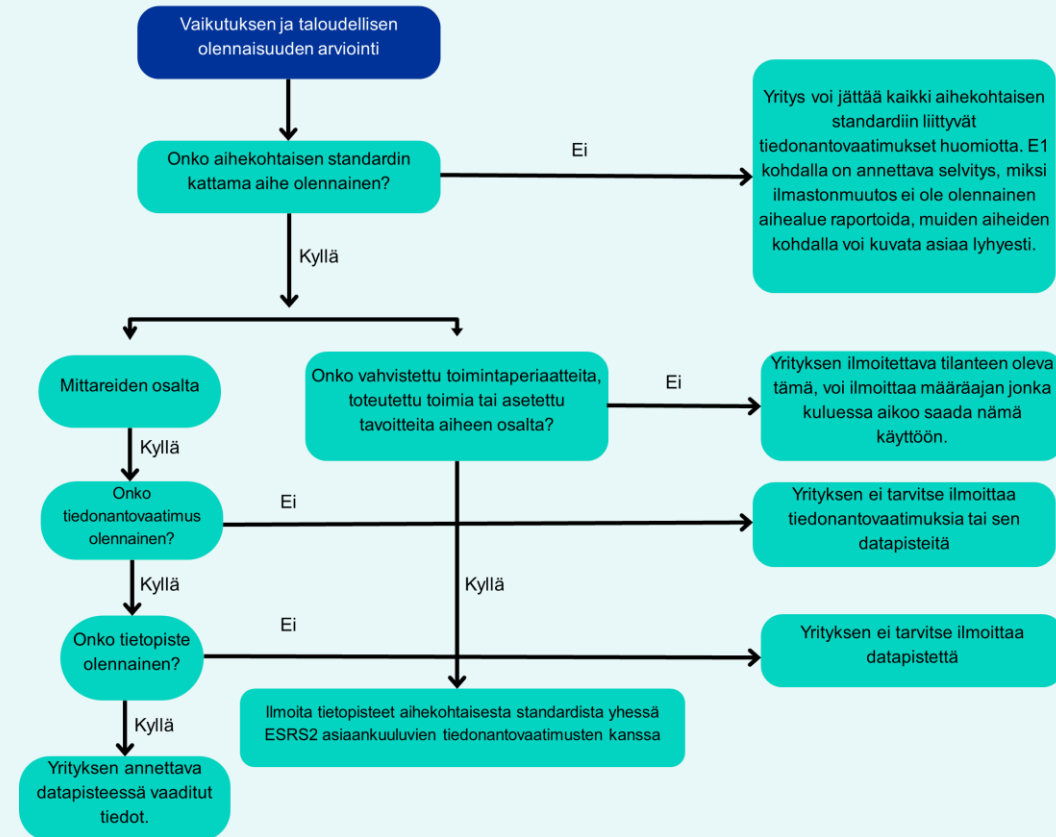 Vaikutuksen ja taloudellisen
olennaisuuden arviointi
Onko aihekohtaisen standardin
kattama aihe olennainen?
Ei
Yritys voi jättää kaikki aihekohtaisen
standardiin liittyvät
tiedonantovaatimukset huomiotta. E1
kohdalla on annettava selvitys, miksi
ilmastonmuutos ei ole olennainen
aihealue raportoida, muiden aiheiden
kohdalla voi kuvata asiaa lyhyesti.
Kyllä
Mittareiden osalta
Onko vahvistettu toimintaperiaatteita,
toteutettu toimia tai asetettu
tavoitteita aiheen osalta?
Ei
Yrityksen ilmoitettava tilanteen oleva
tämä, voi ilmoittaa määräajan jonka
kuluessa aikoo saada nämä
käyttöön.
Kyllä
Onko
tiedonantovaatimus
olennainen?
Ei
Yrityksen ei tarvitse ilmoittaa
tiedonantovaatimuksia tai sen
datapisteitä
Kyllä
Kyllä
Onko tietopiste
olennainen?
Ei
Yrityksen ei tarvitse ilmoittaa
datapistettä
Kyllä
Ilmoita tietopisteet aihekohtaisesta standardista yhessä
ESRS2 asiaankuuluvien tiedonantovaatimusten kanssa
Yrityksen annettava
datapisteessä vaaditut
tiedot.